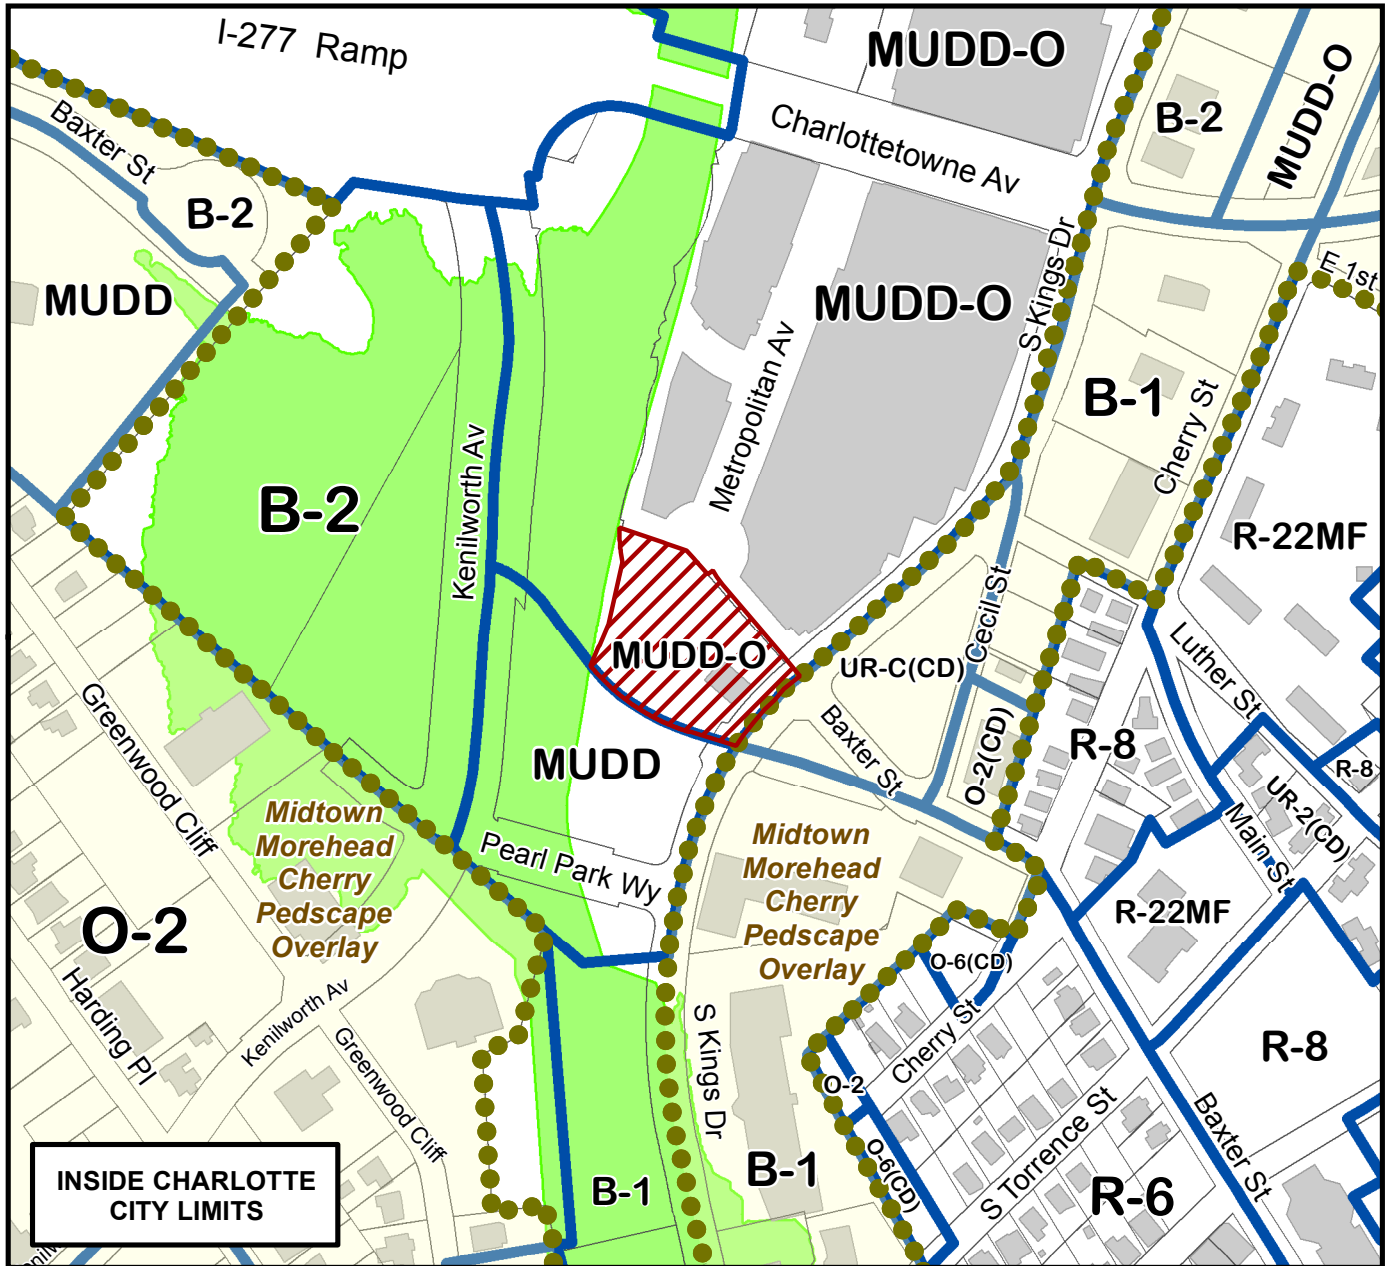 I-277 Ramp
MUDD-O
Baxter St
Charlottetowne Av
B-2
MUDD-O
B-2
MUDD
MUDD-O
S Kings Dr
E 1st
B-1
Cherry St
Metropolitan Av
Kenilworth Av
B-2
R-22MF
Cecil St
MUDD-O
UR-C(CD)
Luther St
Greenwood Cliff
Baxter St
O-2(CD)
R-8
R-8
MUDD
UR-2(CD)
Main St
Midtown
Morehead
Cherry
Pedscape
Overlay
Pearl Park Wy
Midtown
Morehead
Cherry
Pedscape
Overlay
R-22MF
O-2
O-6(CD)
Harding Pl
Kenilworth Av
Cherry St
S Kings Dr
R-8
Greenwood Cliff
O-2
Baxter St
S Torrence St
O-6(CD)
B-1
B-1
R-6
INSIDE CHARLOTTE
CITY LIMITS